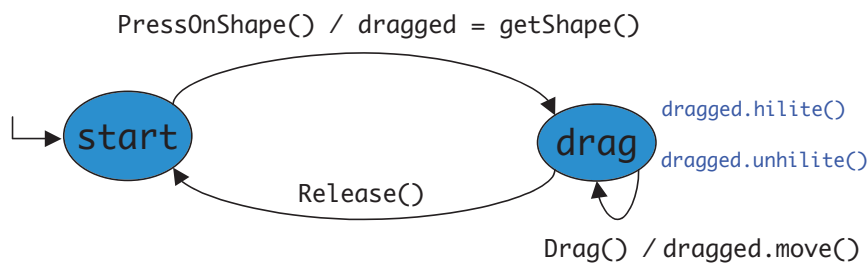 PressOnShape() / dragged = getShape()
dragged.hilite()
start
drag
dragged.unhilite()
Release()
Drag() / dragged.move()